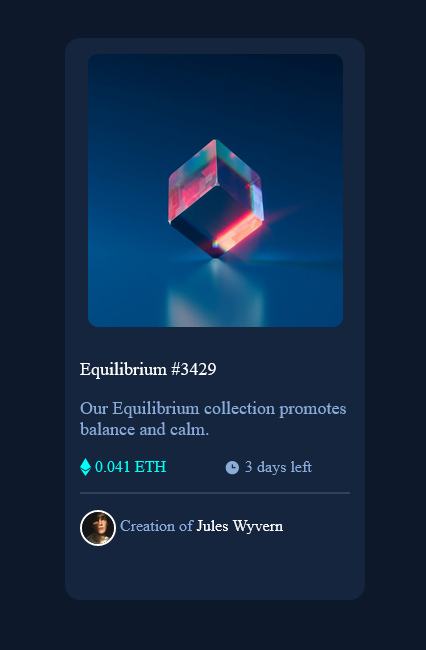 Equilibrium #3429
Our Equilibrium collection promotes
balance and calm.
0.041 ETH
3 days left
Creation of Jules Wyvern